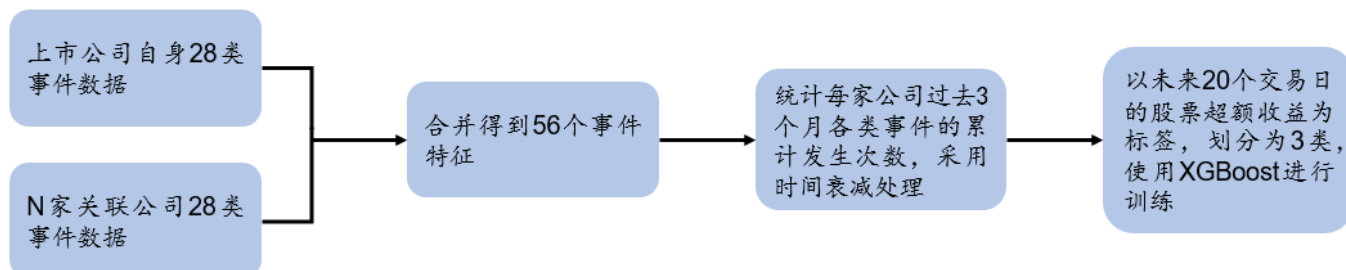 上市公司自身28类
事件数据
N家关联公司28类
事件数据
合并得到56个事件
特征
统计每家公司过去3
个月各类事件的累
计发生次数，采用
时间衰减处理
以未来20个交易日
的股票超额收益为
标签，划分为3类，
使用XGBoost进行
训练